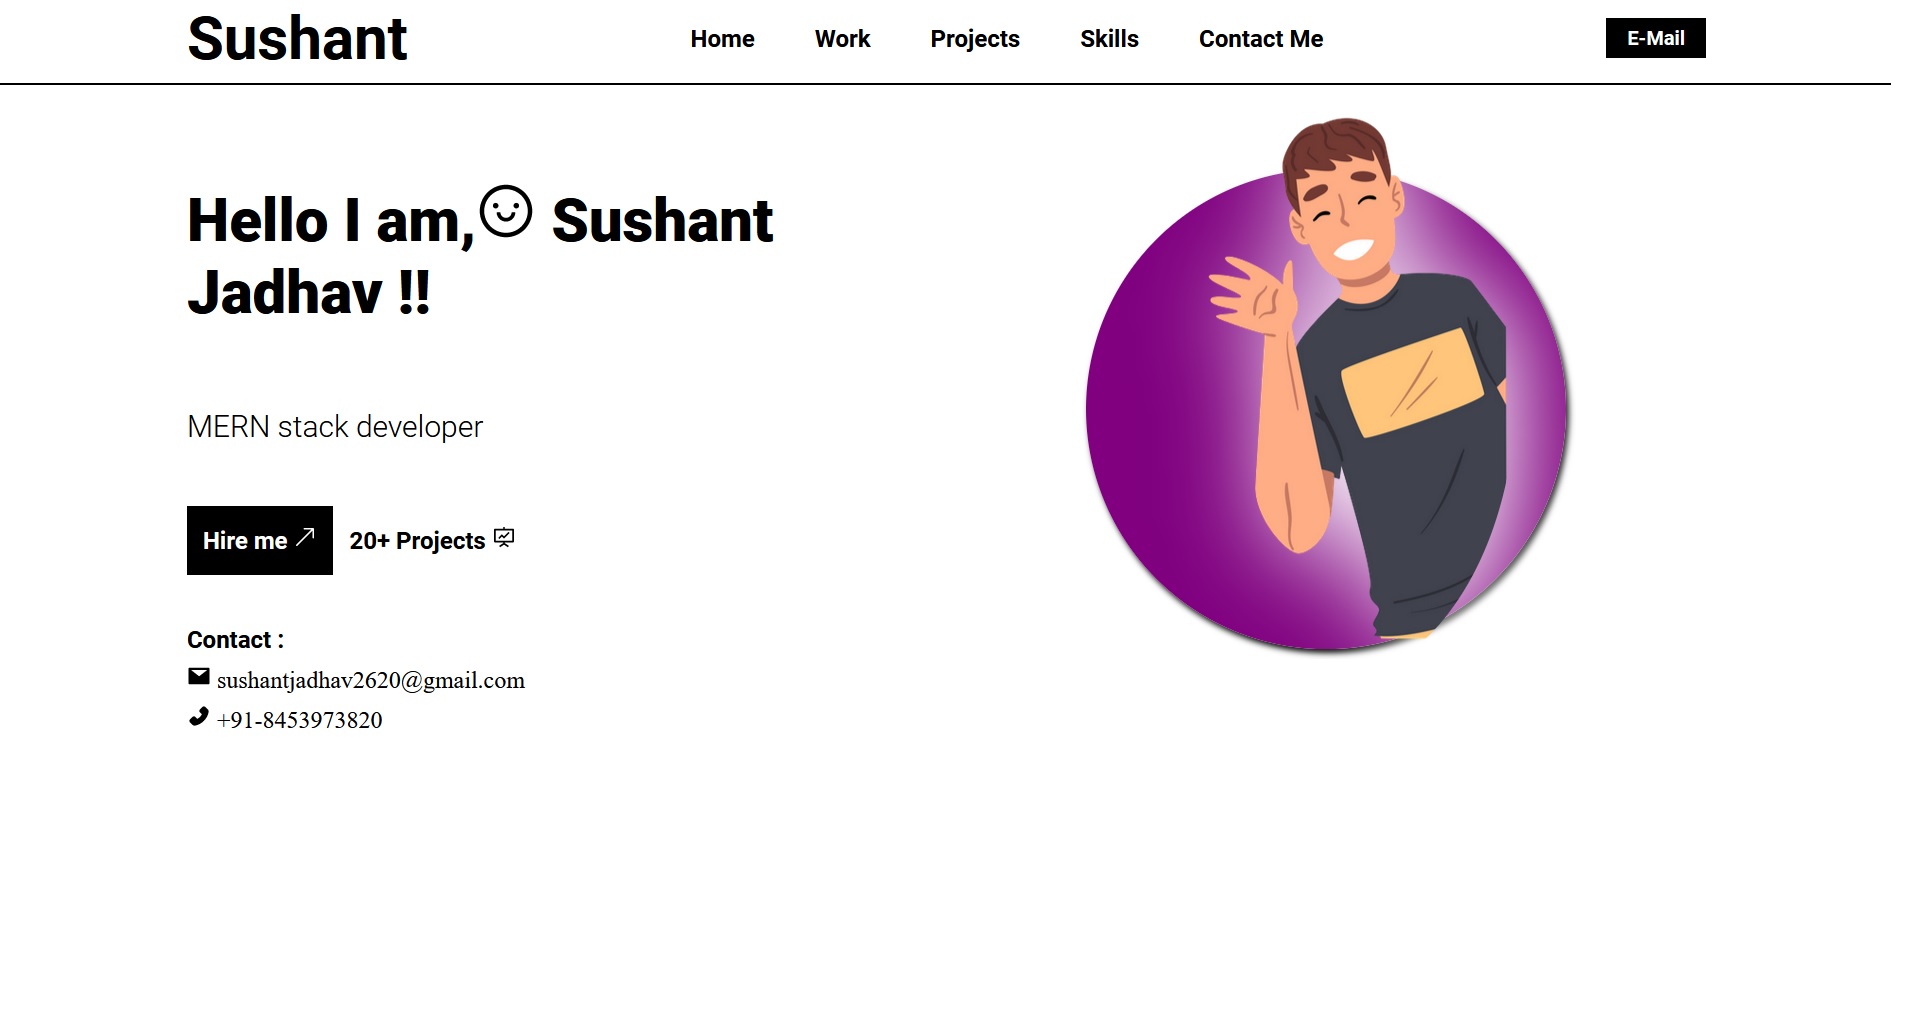 Sushant
Home Work Projects Skills Contact Me
E-Mail
Hello I am, Sushant
Jadhav !!
MERN stack developer
Hire me
20+ Projects
Contact :
sushantjadhav2620@gmail.com
+91-8453973820